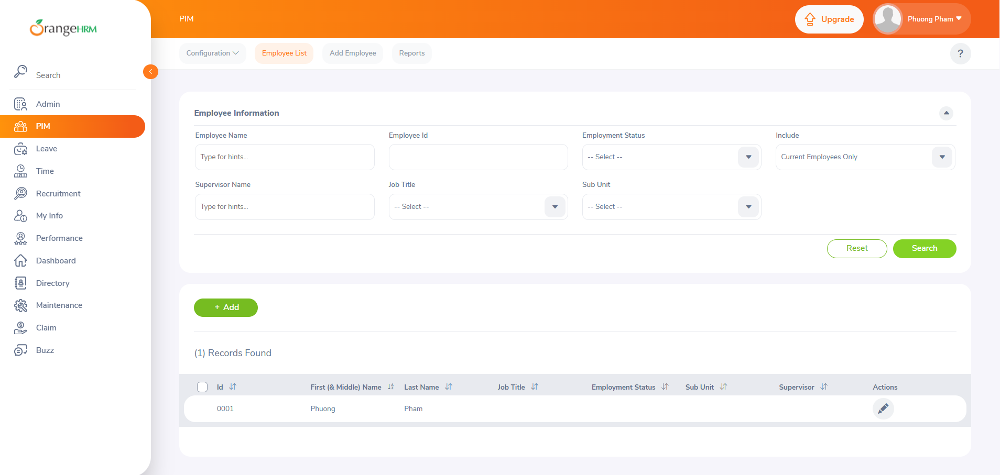 OrangeHRM
PIM
Upgrade
Phuong Pham
Configuration
Employee List
Add Employee
Reports
?
Search
Admin
PIM
Leave
Time
Recruitment
My Info
Performance
Dashboard
Directory
Maintenance
Claim
Buzz
Employee Information
Employee Name
Employee Id
Employment Status
Include
Type for hints...
-- Select --
Current Employees Only
Supervisor Name
Job Title
Sub Unit
Type for hints...
-- Select --
-- Select --
Reset
Search
+ Add
(1) Records Found
Id First (& Middle) Name Last Name Job Title Employment Status Sub Unit Supervisor Actions
0001 Phuong Pham